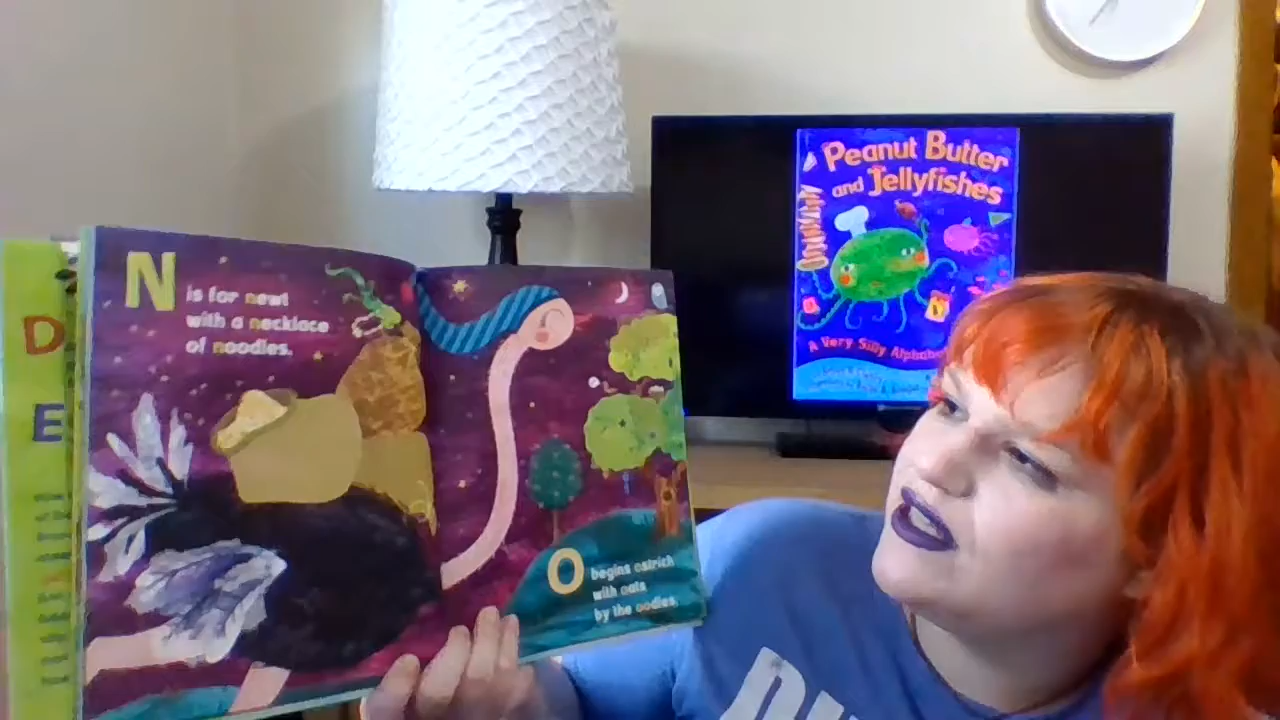 N is for newt
with a necklace
of noodles.
O begins ostrich
with oats
by the oodles.
Peanut Butter
and Jellyfishes
A Very Silly Alphabet
D
E